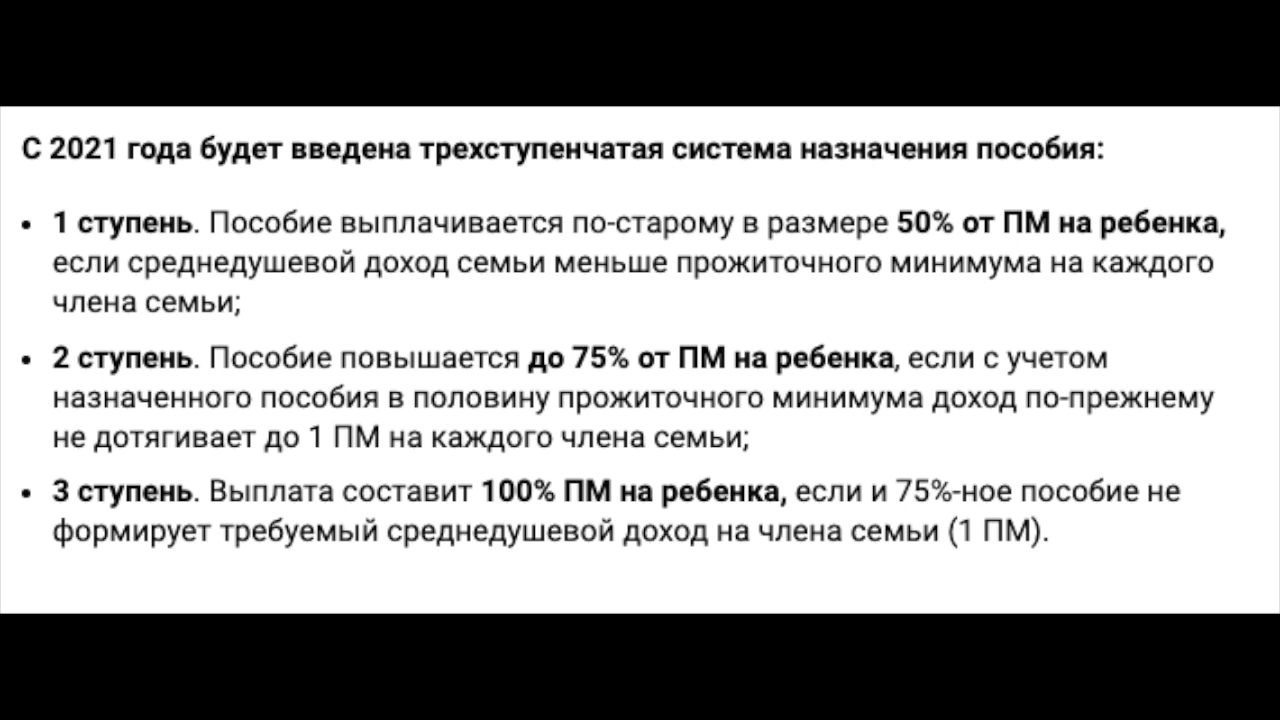 С 2021 года будет введена трехступенчатая система назначения пособия:
• 1 ступень. Пособие выплачивается по-старому в размере 50% от ПМ на ребенка,
если среднедушевой доход семьи меньше прожиточного минимума на каждого
члена семьи;
• 2 ступень. Пособие повышается до 75% от ПМ на ребенка, если с учетом
назначенного пособия в половину прожиточного минимума доход по-прежнему
не дотягивает до 1 ПМ на каждого члена семьи;
• 3 ступень. Выплата составит 100% ПМ на ребенка, если и 75%-ное пособие не
формирует требуемый среднедушевой доход на члена семьи (1 ПМ).